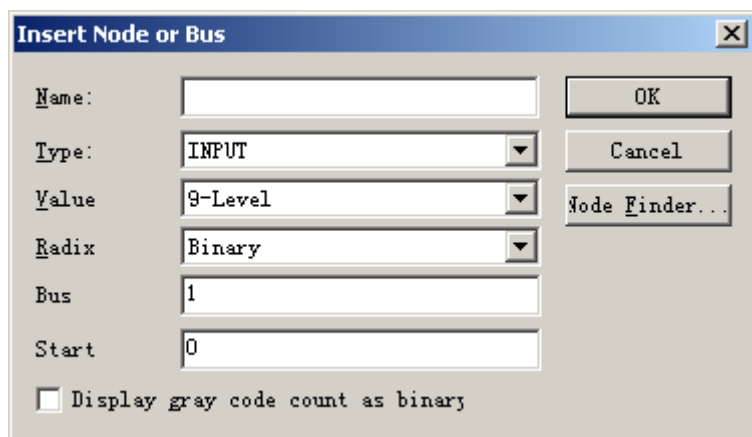 Insert Node or Bus
Name:
OK
Type:
INPUT
Cancel
Value
9-Level
Node Finder...
Radix
Binary
Bus
1
Start
0
Display gray code count as binary